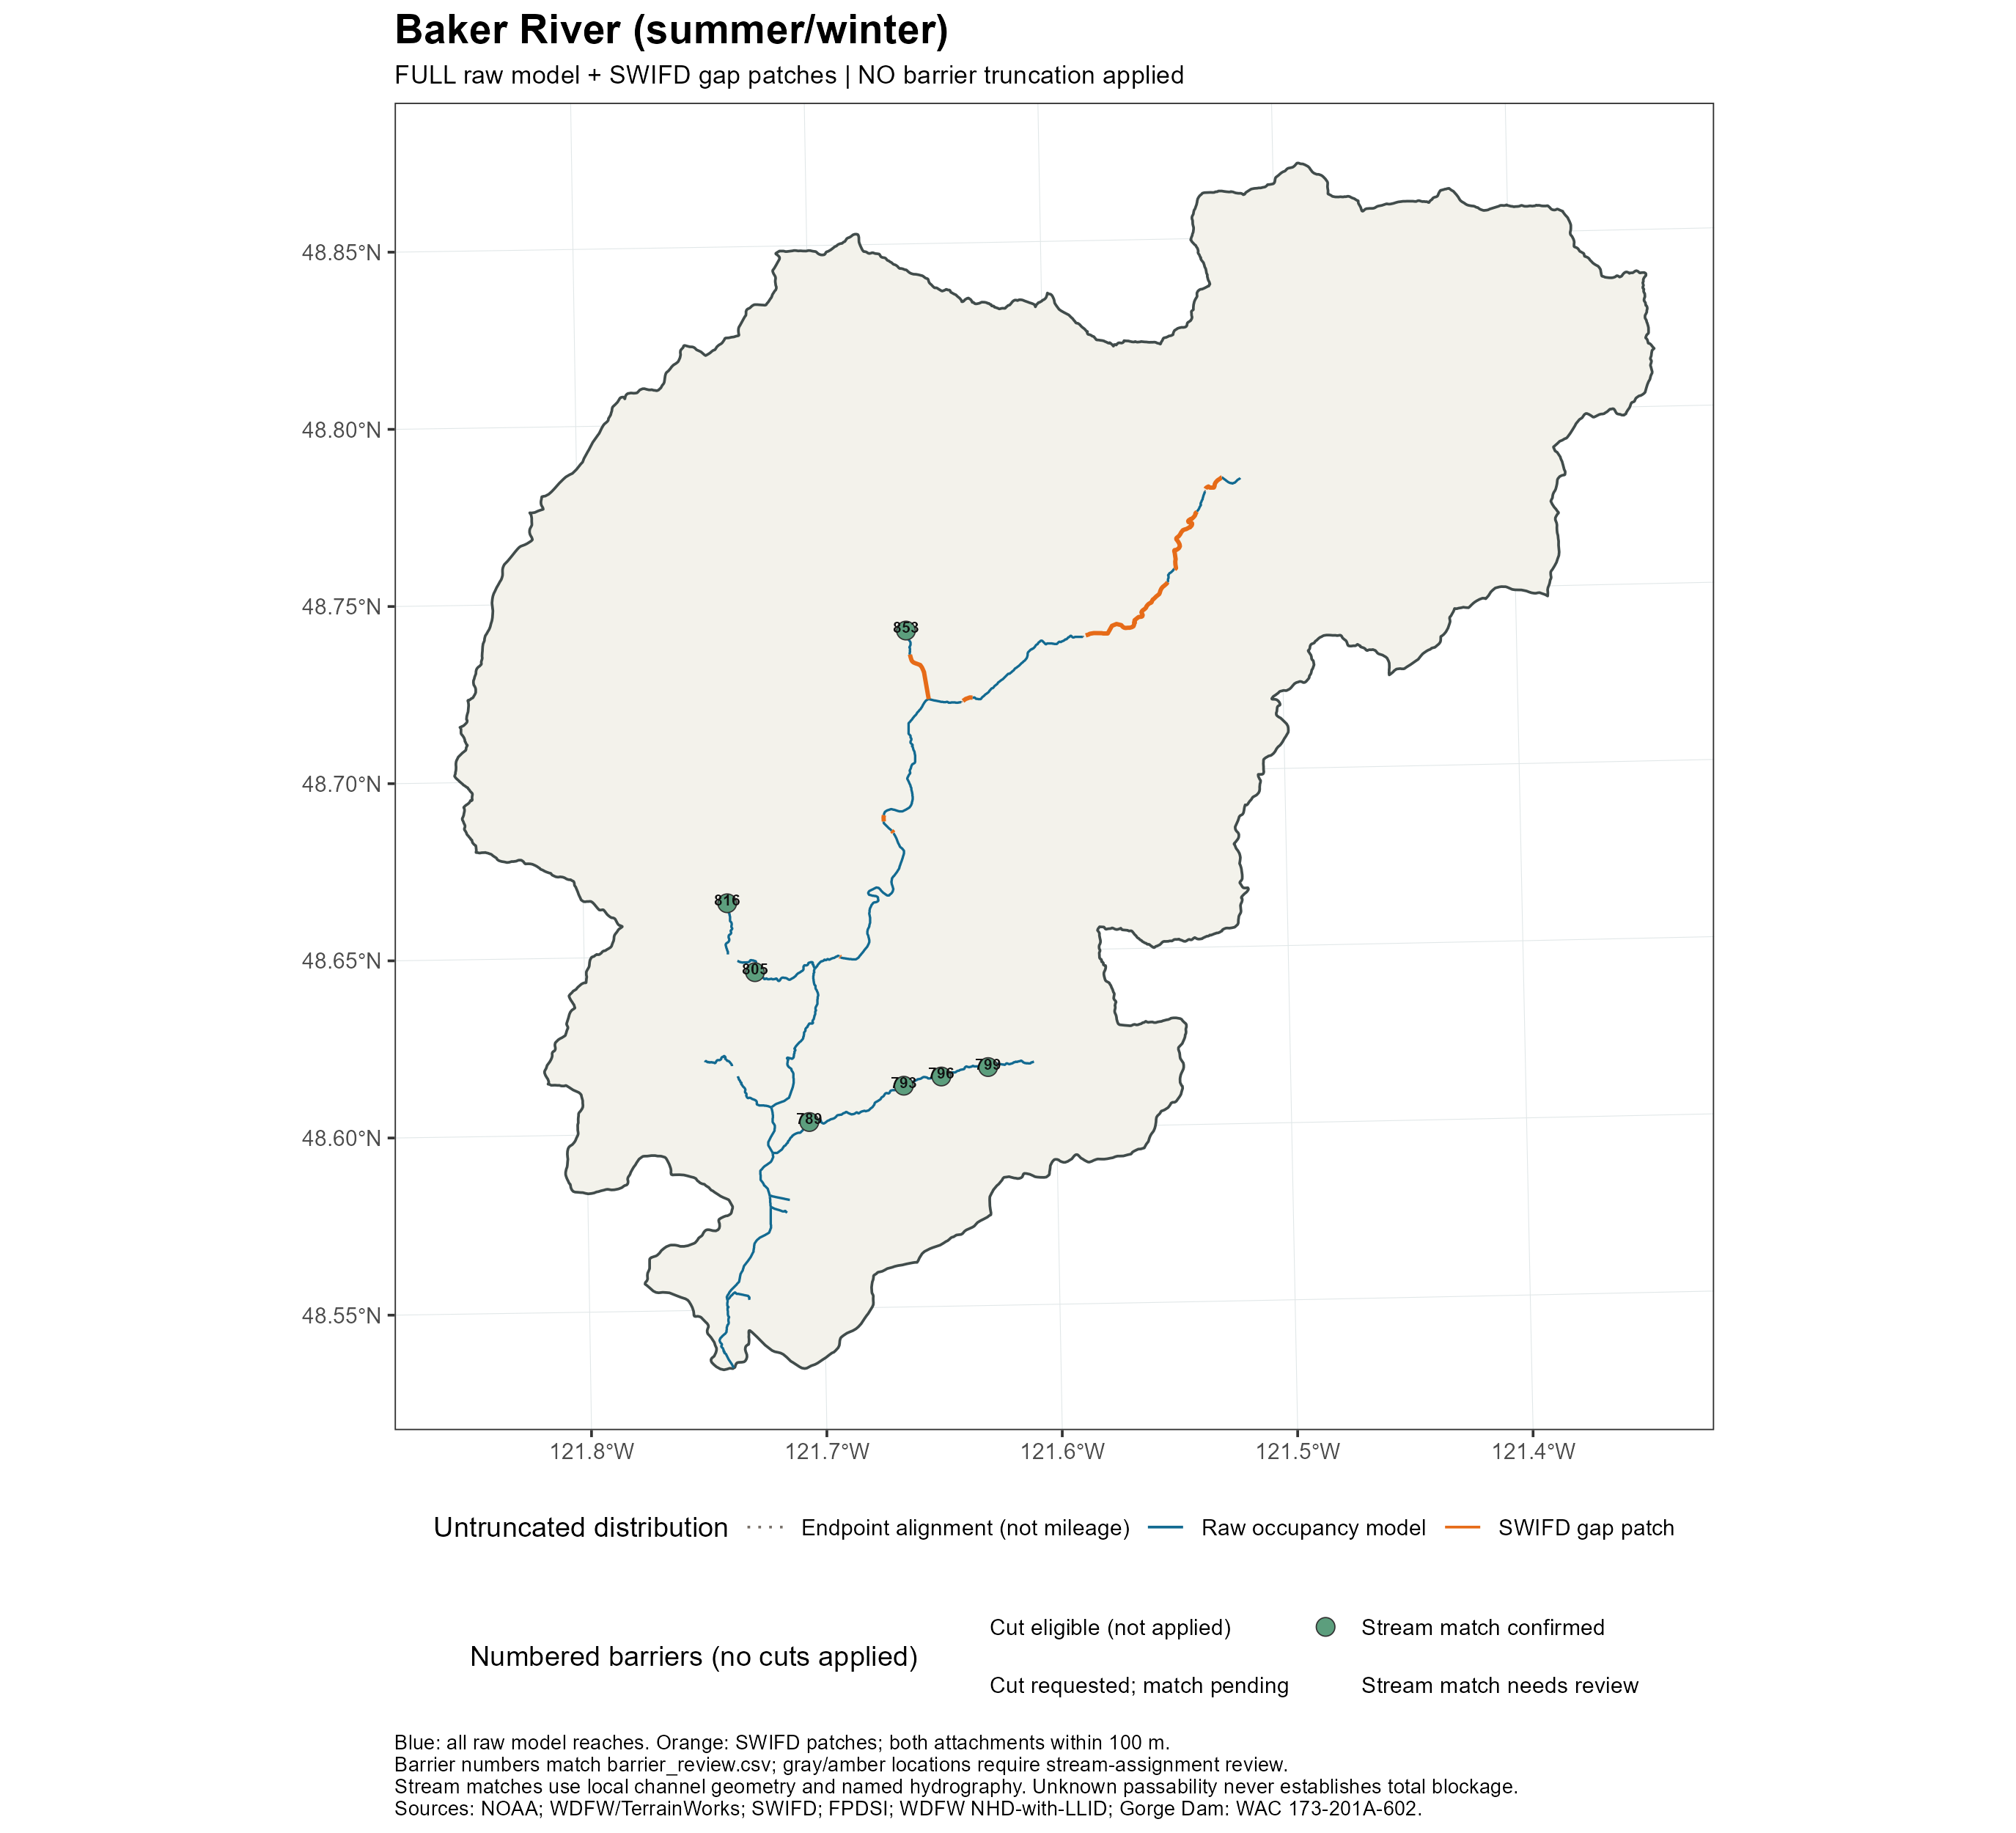 Baker River (summer/winter)
FULL raw model + SWIFD gap patches | NO barrier truncation applied
48.85°N
48.80°N
48.75°N
48.70°N
48.65°N
48.60°N
48.55°N
853
816
805
799
796
793
789
121.8°W
121.7°W
121.6°W
121.5°W
121.4°W
Untruncated distribution
Endpoint alignment (not mileage)
Raw occupancy model
SWIFD gap patch
Numbered barriers (no cuts applied)
Cut eligible (not applied)
Stream match confirmed
Cut requested; match pending
Stream match needs review
Blue: all raw model reaches. Orange: SWIFD patches; both attachments within 100 m.
Barrier numbers match barrier_review.csv; gray/amber locations require stream-assignment review.
Stream matches use local channel geometry and named hydrography. Unknown passability never establishes total blockage.
Sources: NOAA; WDFW/TerrainWorks; SWIFD; FPDSI; WDFW NHD-with-LLID; Gorge Dam: WAC 173-201A-602.